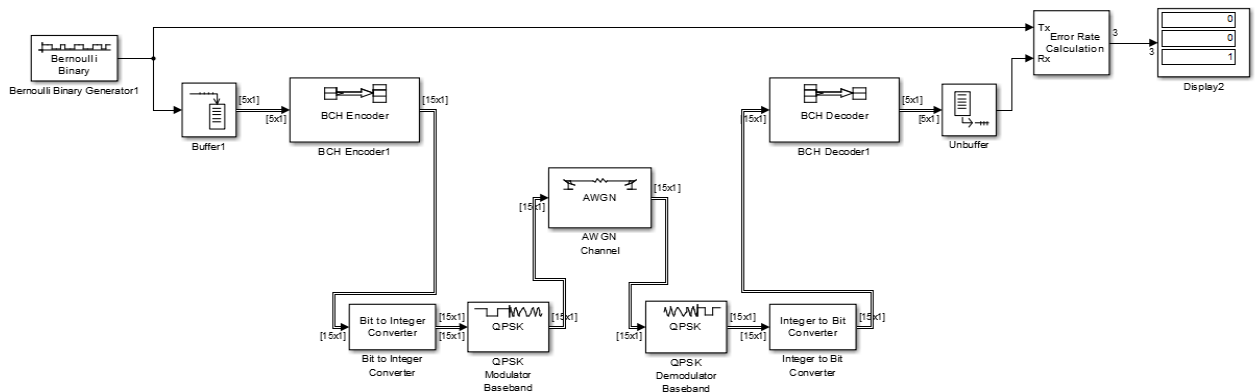 Bernoulli
Binary
Bernoulli Binary Generator1
[5x1]
[5x1]
Buffer1
BCH Encoder
[15x1]
BCH Encoder1
Bit to Integer
Converter
[15x1]
[15x1]
[15x1]
Bit to Integer
Converter
QPSK
[15x1]
QPSK
Modulator
Baseband
[15x1]
AWGN
[15x1]
AWGN
Channel
[15x1]
QPSK
[15x1]
[15x1]
QPSK
Demodulator
Baseband
Integer to Bit
Converter
[15x1]
Integer to Bit
Converter
[15x1]
BCH Decoder
[5x1]
[5x1]
BCH Decoder1
Unbuffer
Tx
Rx
Error Rate
Calculation
3
3
0
0
1
Display2